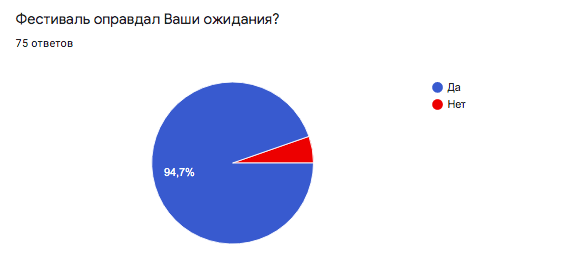 Фестиваль оправдал Ваши ожидания?
75 ответов
Да
Нет
94,7%